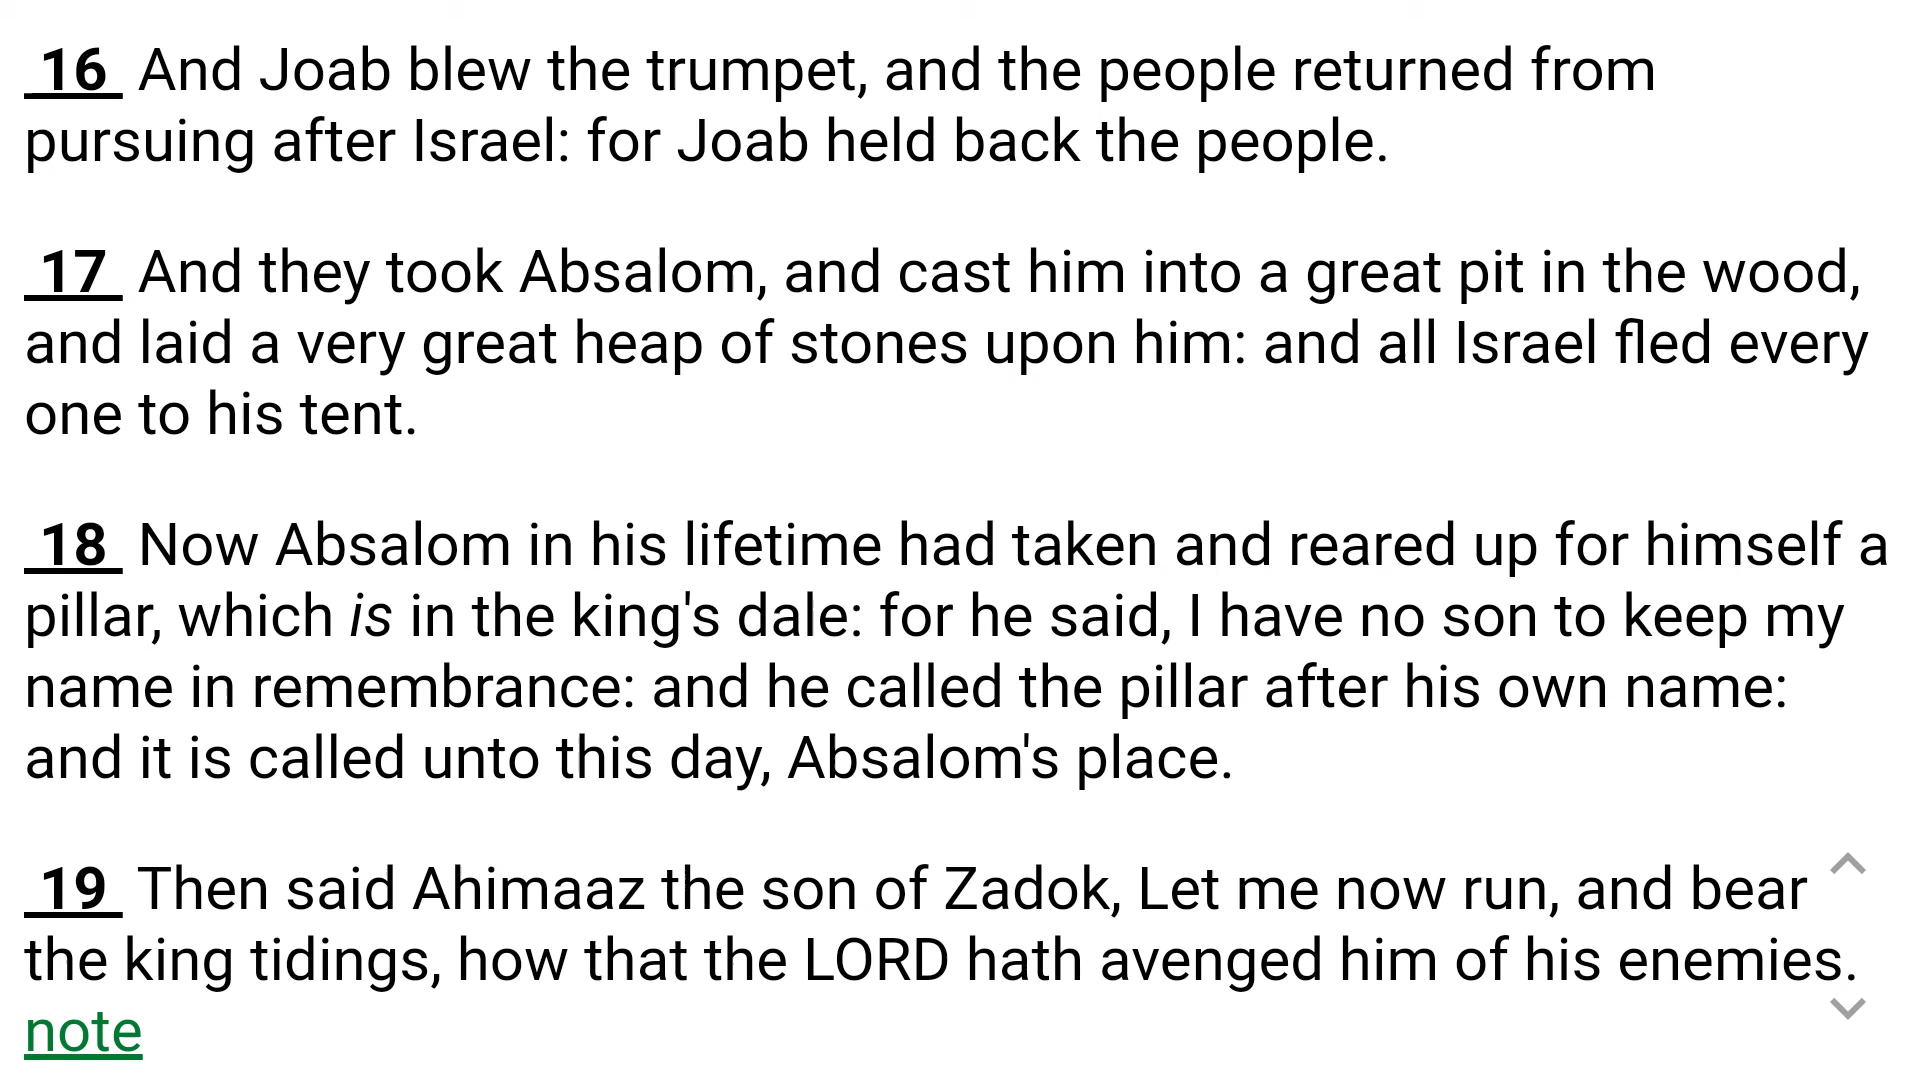 16 And Joab blew the trumpet, and the people returned from
pursuing after Israel: for Joab held back the people.
17 And they took Absalom, and cast him into a great pit in the wood,
and laid a very great heap of stones upon him: and all Israel fled every
one to his tent.
18 Now Absalom in his lifetime had taken and reared up for himself a
pillar, which is in the king's dale: for he said, I have no son to keep my
name in remembrance: and he called the pillar after his own name:
and it is called unto this day, Absalom's place.
19 Then said Ahimaaz the son of Zadok, Let me now run, and bear
the king tidings, how that the LORD hath avenged him of his enemies.
note